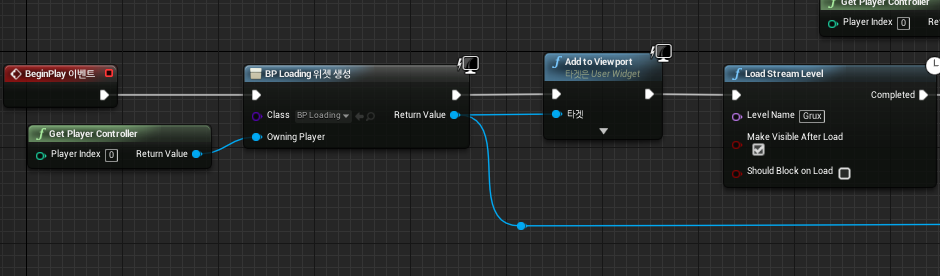 Get Player Controller
Player Index 0
BeginPlay 이벤트
BP Loading 위젯 생성
Class BP Loading
Return Value
Owning Player
Get Player Controller
Player Index 0
Return Value
Add to Viewport
타겟은 User Widget
타겟
Load Stream Level
Completed
Level Name Grux
Make Visible After Load
Should Block on Load